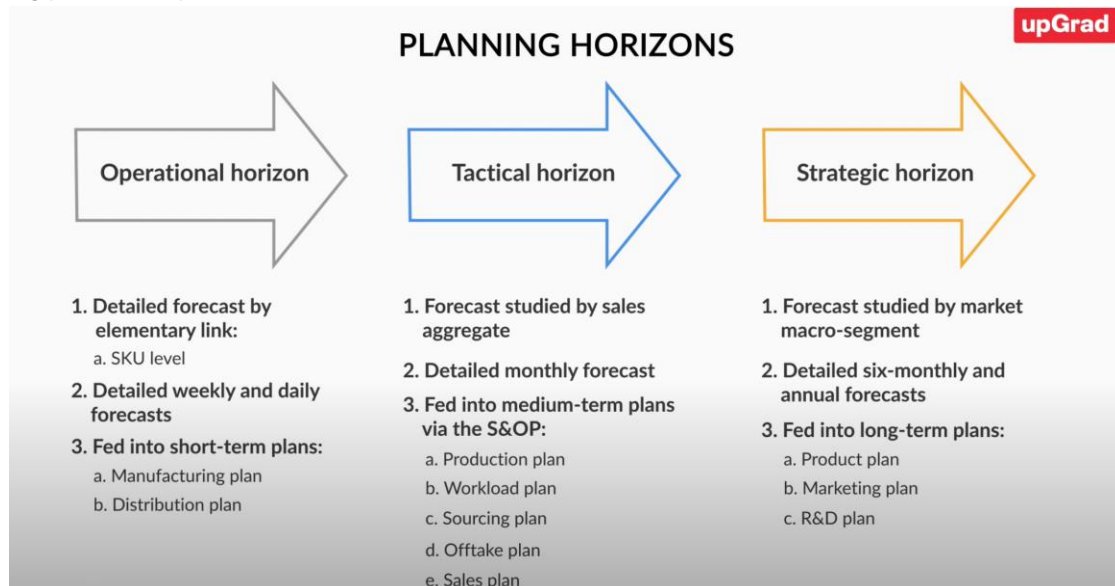 upGrad
PLANNING HORIZONS
Operational horizon
1. Detailed forecast by
elementary link:
a. SKU level
2. Detailed weekly and daily
forecasts
3. Fed into short-term plans:
a. Manufacturing plan
b. Distribution plan
Tactical horizon
1. Forecast studied by sales
aggregate
2. Detailed monthly forecast
3. Fed into medium-term plans
via the S&OP:
a. Production plan
b. Workload plan
c. Sourcing plan
d. Offtake plan
e. Sales plan
Strategic horizon
1. Forecast studied by market
macro-segment
2. Detailed six-monthly and
annual forecasts
3. Fed into long-term plans:
a. Product plan
b. Marketing plan
c. R&D plan